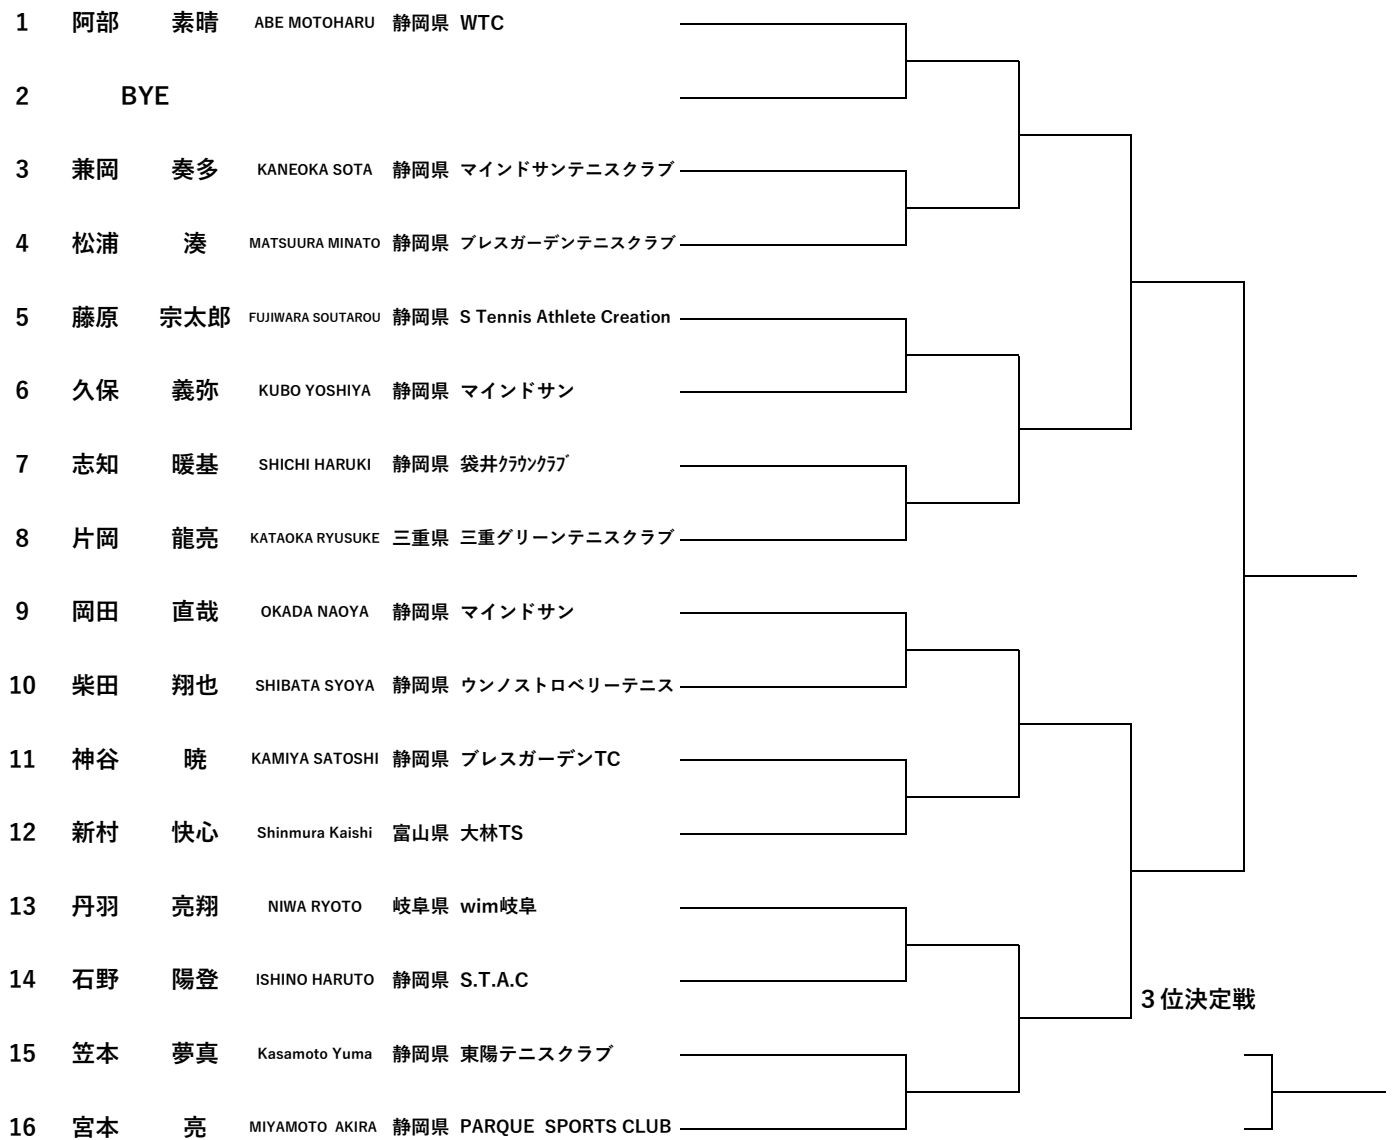 1 阿部 素晴 ABE MOTOHARU 静岡県 WTC
2 BYE
3 兼岡 奏多 KANEOKA SOTA 静岡県 マインドサンテニスクラブ
4 松浦 湊 MATSUURA MINATO 静岡県 ブレスガーデンテニスクラブ
5 藤原 宗太郎 FUJIWARA SOUTAROU 静岡県 S Tennis Athlete Creation
6 久保 義弥 KUBO YOSHIYA 静岡県 マインドサン
7 志知 暖基 SHICHI HARUKI 静岡県 袋井ｸﾗｳﾝｸﾗﾌﾞ
8 片岡 龍亮 KATAOKA RYUSUKE 三重県 三重グリーンテニスクラブ
9 岡田 直哉 OKADA NAOYA 静岡県 マインドサン
10 柴田 翔也 SHIBATA SYOYA 静岡県 ウンノストロベリーテニス
11 神谷 暁 KAMIYA SATOSHI 静岡県 ブレスガーデンTC
12 新村 快心 Shinmura Kaishi 富山県 大林TS
13 丹羽 亮翔 NIWA RYOTO 岐阜県 wim岐阜
14 石野 陽登 ISHINO HARUTO 静岡県 S.T.A.C
３位決定戦
15 笠本 夢真 Kasamoto Yuma 静岡県 東陽テニスクラブ
16 宮本 亮 MIYAMOTO AKIRA 静岡県 PARQUE SPORTS CLUB